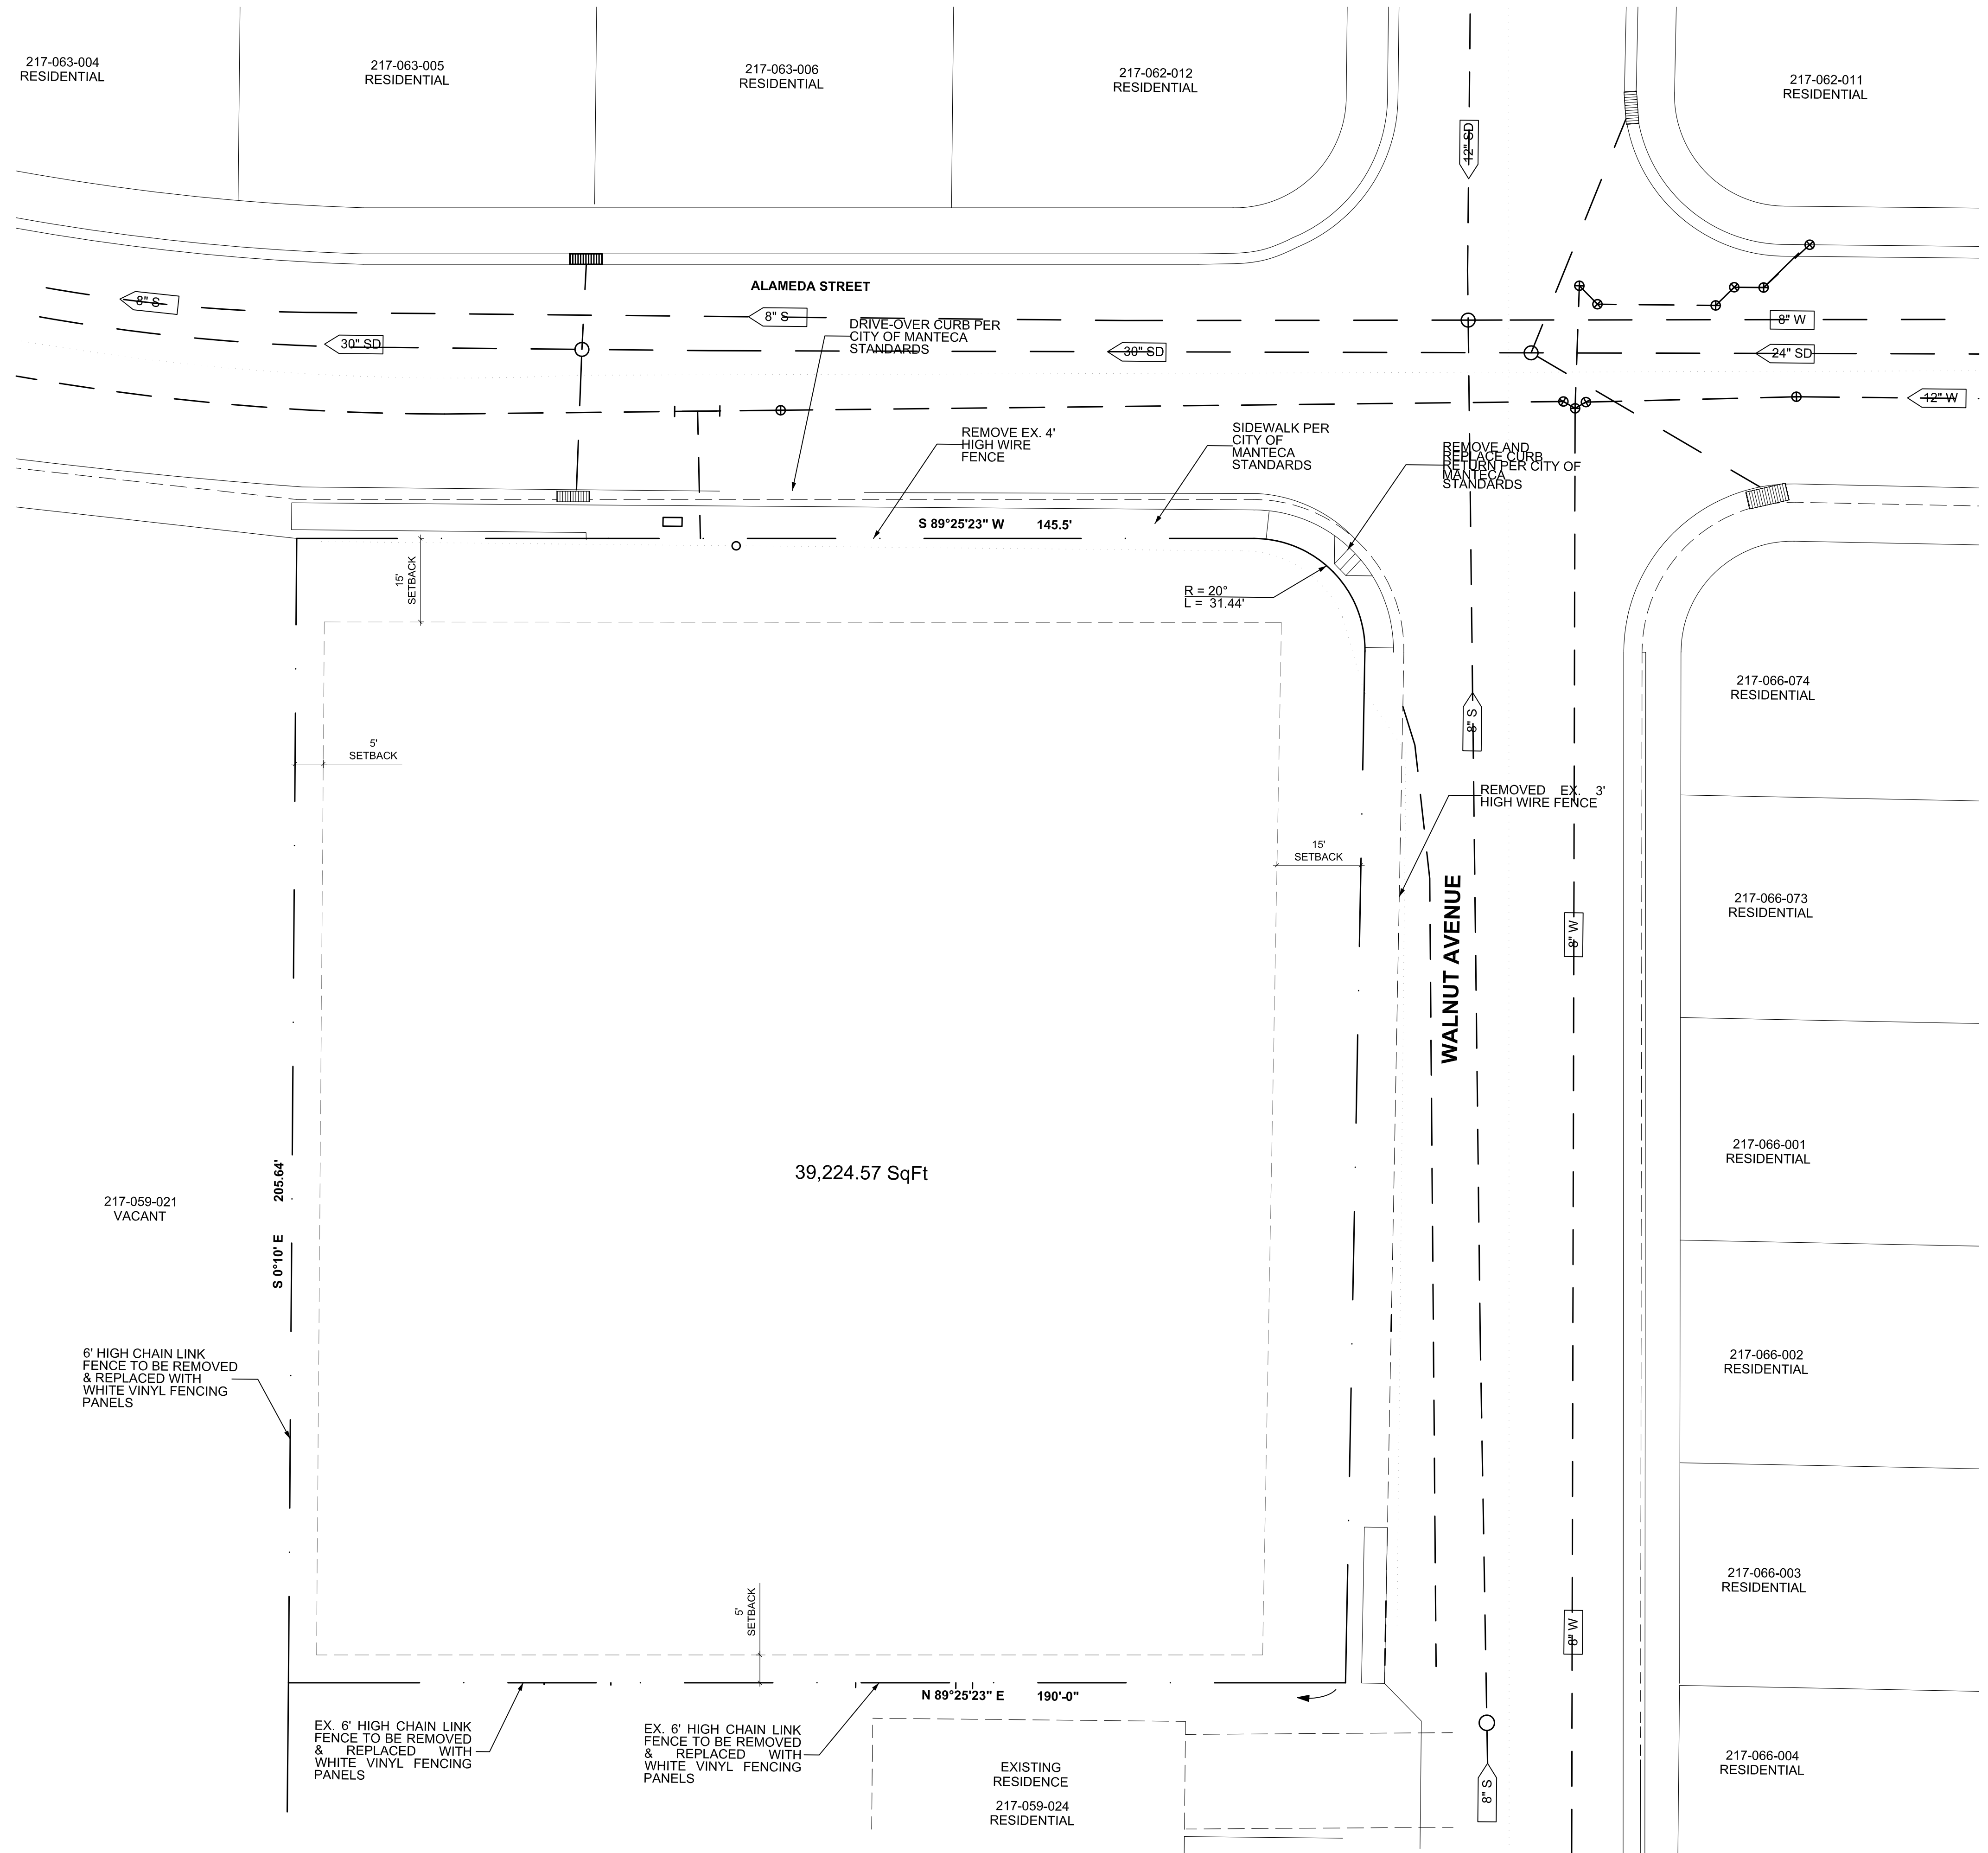 217-063-004
RESIDENTIAL
217-063-005
RESIDENTIAL
217-063-006
RESIDENTIAL
217-062-012
RESIDENTIAL
217-062-011
RESIDENTIAL
12" SD
ALAMEDA STREET
8" S
8" S
8" W
30" SD
30" SD
24" SD
12" W
DRIVE-OVER CURB PER
CITY OF MANTECA
STANDARDS
REMOVE EX. 4'
HIGH WIRE
FENCE
SIDEWALK PER
CITY OF
MANTECA
STANDARDS
REMOVE AND
REPLACE CURB
RETURN PER CITY OF
MANTECA
STANDARDS
S 89°25'23" W 145.5'
15'
SETBACK
R = 20°
L = 31.44'
217-066-074
RESIDENTIAL
8" S
5'
SETBACK
REMOVED EX. 3'
HIGH WIRE FENCE
15'
SETBACK
WALNUT AVENUE
217-066-073
RESIDENTIAL
8" W
217-066-001
RESIDENTIAL
39,224.57 SqFt
217-059-021
VACANT
S 0°10' E 205.64'
6' HIGH CHAIN LINK
FENCE TO BE REMOVED
& REPLACED WITH
WHITE VINYL FENCING
PANELS
217-066-002
RESIDENTIAL
217-066-003
RESIDENTIAL
5'
SETBACK
8" W
N 89°25'23" E 190'-0"
EX. 6' HIGH CHAIN LINK
FENCE TO BE REMOVED
& REPLACED WITH
WHITE VINYL FENCING
PANELS
EX. 6' HIGH CHAIN LINK
FENCE TO BE REMOVED
& REPLACED WITH
WHITE VINYL FENCING
PANELS
EXISTING
RESIDENCE
217-059-024
RESIDENTIAL
8" S
217-066-004
RESIDENTIAL